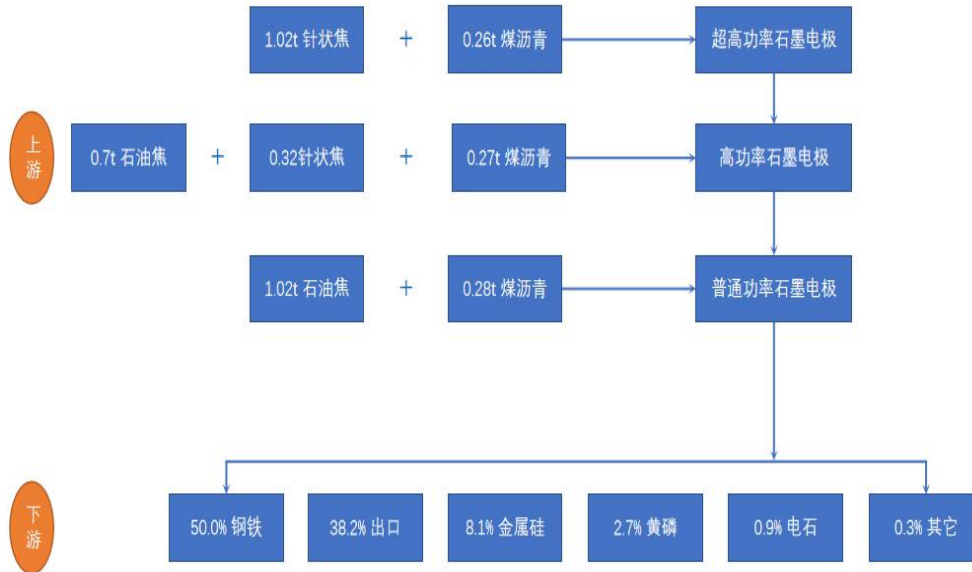 1.02t 针状焦 + 0.26t 煤沥青 超高功率石墨电极
上游
0.7t 石油焦 + 0.32针状焦 + 0.27t 煤沥青 高功率石墨电极
1.02t 石油焦 + 0.28t 煤沥青 普通功率石墨电极
下游
50.0% 钢铁 38.2% 出口 8.1% 金属硅 2.7% 黄磷 0.9% 电石 0.3% 其它